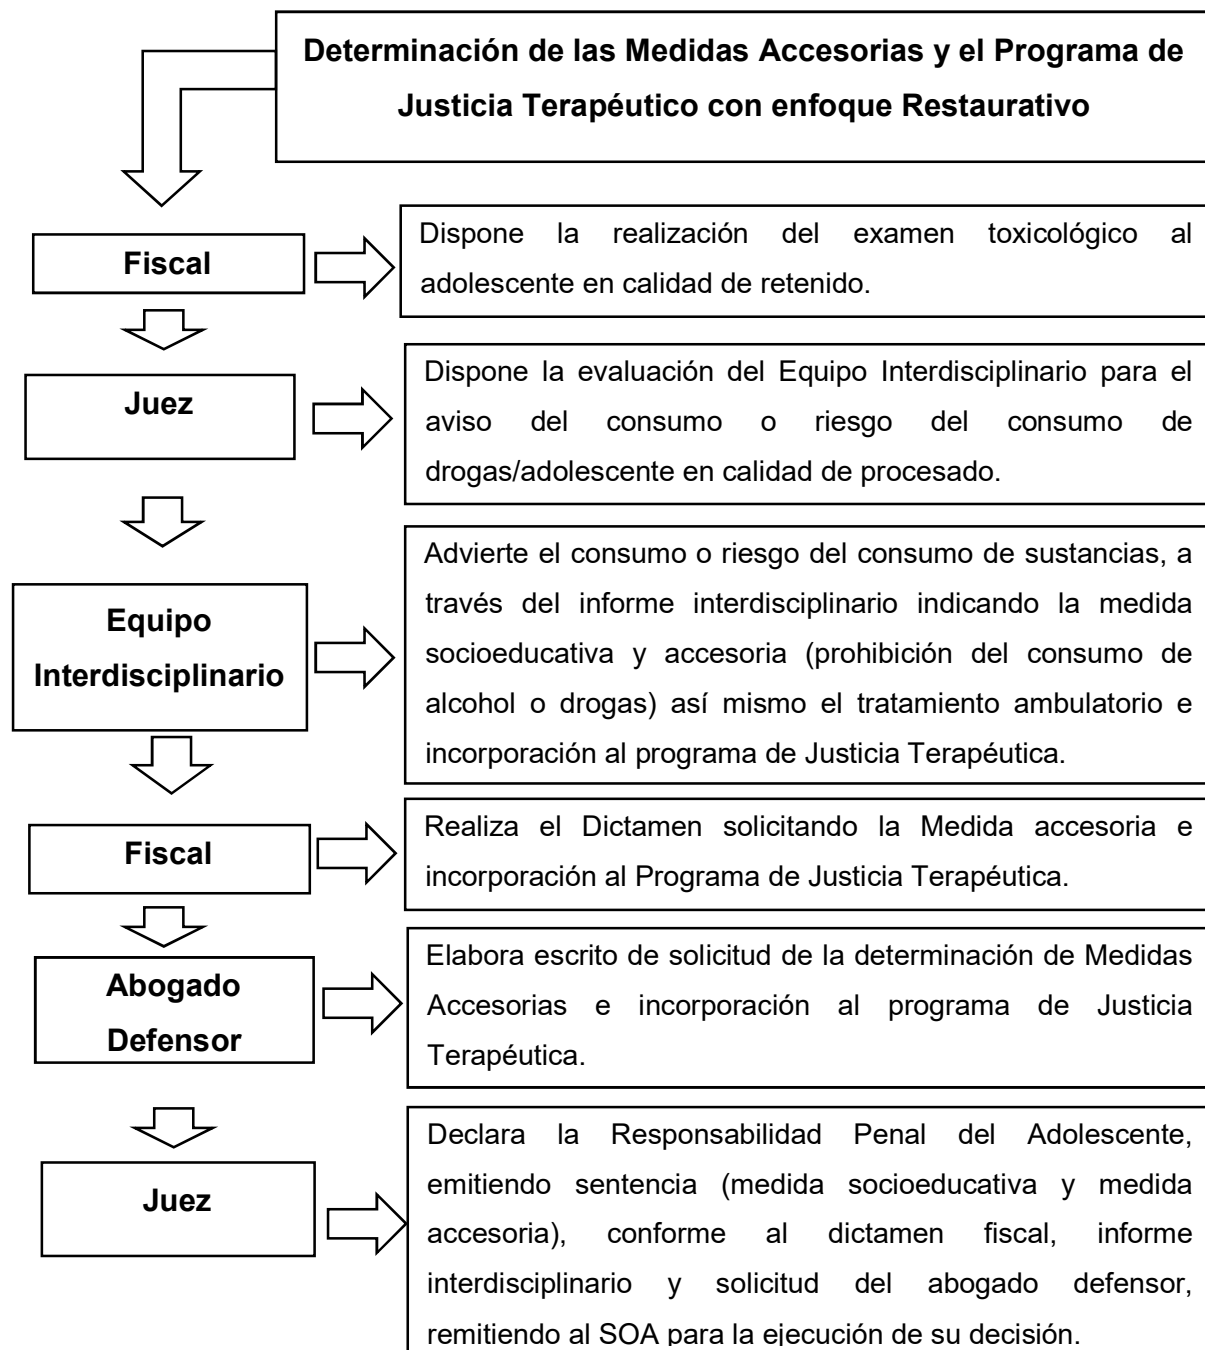 Determinación de las Medidas Accesorias y el Programa de
Justicia Terapéutico con enfoque Restaurativo
Fiscal
Dispone la realización del examen toxicológico al
adolescente en calidad de retenido.
Juez
Dispone la evaluación del Equipo Interdisciplinario para el
aviso del consumo o riesgo del consumo de
drogas/adolescente en calidad de procesado.
Equipo
Interdisciplinario
Advierte el consumo o riesgo del consumo de sustancias, a
través del informe interdisciplinario indicando la medida
socioeducativa y accesoria (prohibición del consumo de
alcohol o drogas) así mismo el tratamiento ambulatorio e
incorporación al programa de Justicia Terapéutica.
Fiscal
Realiza el Dictamen solicitando la Medida accesoria e
incorporación al Programa de Justicia Terapéutica.
Abogado
Defensor
Elabora escrito de solicitud de la determinación de Medidas
Accesorias e incorporación al programa de Justicia
Terapéutica.
Juez
Declara la Responsabilidad Penal del Adolescente,
emitiendo sentencia (medida socioeducativa y medida
accesoria), conforme al dictamen fiscal, informe
interdisciplinario y solicitud del abogado defensor,
remitiendo al SOA para la ejecución de su decisión.